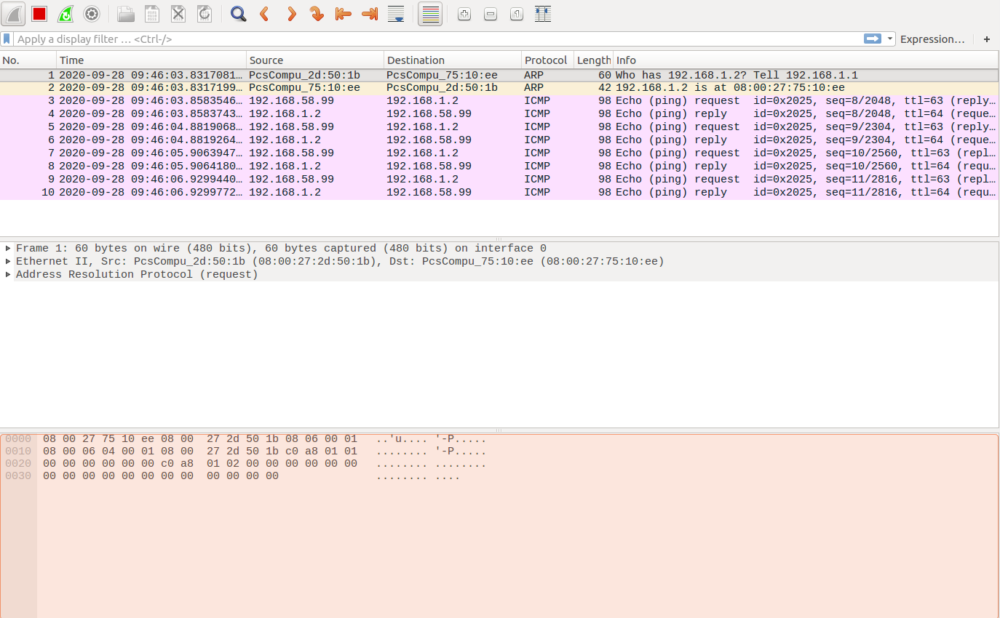 Apply a display filter … <Ctrl-/> Expression… +
No. Time Source Destination Protocol Length Info
1 2020-09-28 09:46:03.8317081… PcsCompu_2d:50:1b PcsCompu_75:10:ee ARP 60 Who has 192.168.1.2? Tell 192.168.1.1
2 2020-09-28 09:46:03.8317199… PcsCompu_75:10:ee PcsCompu_2d:50:1b ARP 42 192.168.1.2 is at 08:00:27:75:10:ee
3 2020-09-28 09:46:03.8583546… 192.168.58.99 192.168.1.2 ICMP 98 Echo (ping) request id=0x2025, seq=8/2048, ttl=63 (reply…
4 2020-09-28 09:46:03.8583743… 192.168.1.2 192.168.58.99 ICMP 98 Echo (ping) reply id=0x2025, seq=8/2048, ttl=64 (reque…
5 2020-09-28 09:46:04.8819068… 192.168.58.99 192.168.1.2 ICMP 98 Echo (ping) request id=0x2025, seq=9/2304, ttl=63 (reply…
6 2020-09-28 09:46:04.8819264… 192.168.1.2 192.168.58.99 ICMP 98 Echo (ping) reply id=0x2025, seq=9/2304, ttl=64 (reque…
7 2020-09-28 09:46:05.9063947… 192.168.58.99 192.168.1.2 ICMP 98 Echo (ping) request id=0x2025, seq=10/2560, ttl=63 (repl…
8 2020-09-28 09:46:05.9064180… 192.168.1.2 192.168.58.99 ICMP 98 Echo (ping) reply id=0x2025, seq=10/2560, ttl=64 (requ…
9 2020-09-28 09:46:06.9299440… 192.168.58.99 192.168.1.2 ICMP 98 Echo (ping) request id=0x2025, seq=11/2816, ttl=63 (repl…
10 2020-09-28 09:46:06.9299772… 192.168.1.2 192.168.58.99 ICMP 98 Echo (ping) reply id=0x2025, seq=11/2816, ttl=64 (requ…
Frame 1: 60 bytes on wire (480 bits), 60 bytes captured (480 bits) on interface 0
Ethernet II, Src: PcsCompu_2d:50:1b (08:00:27:2d:50:1b), Dst: PcsCompu_75:10:ee (08:00:27:75:10:ee)
Address Resolution Protocol (request)
0000 08 00 27 75 10 ee 08 00 27 2d 50 1b 08 06 00 01 ..'u.... '-P.....
0010 08 00 06 04 00 01 08 00 27 2d 50 1b c0 a8 01 01 ........ '-P.....
0020 00 00 00 00 00 00 c0 a8 01 02 00 00 00 00 00 00 ........ ........
0030 00 00 00 00 00 00 00 00 00 00 00 00 ........ ....